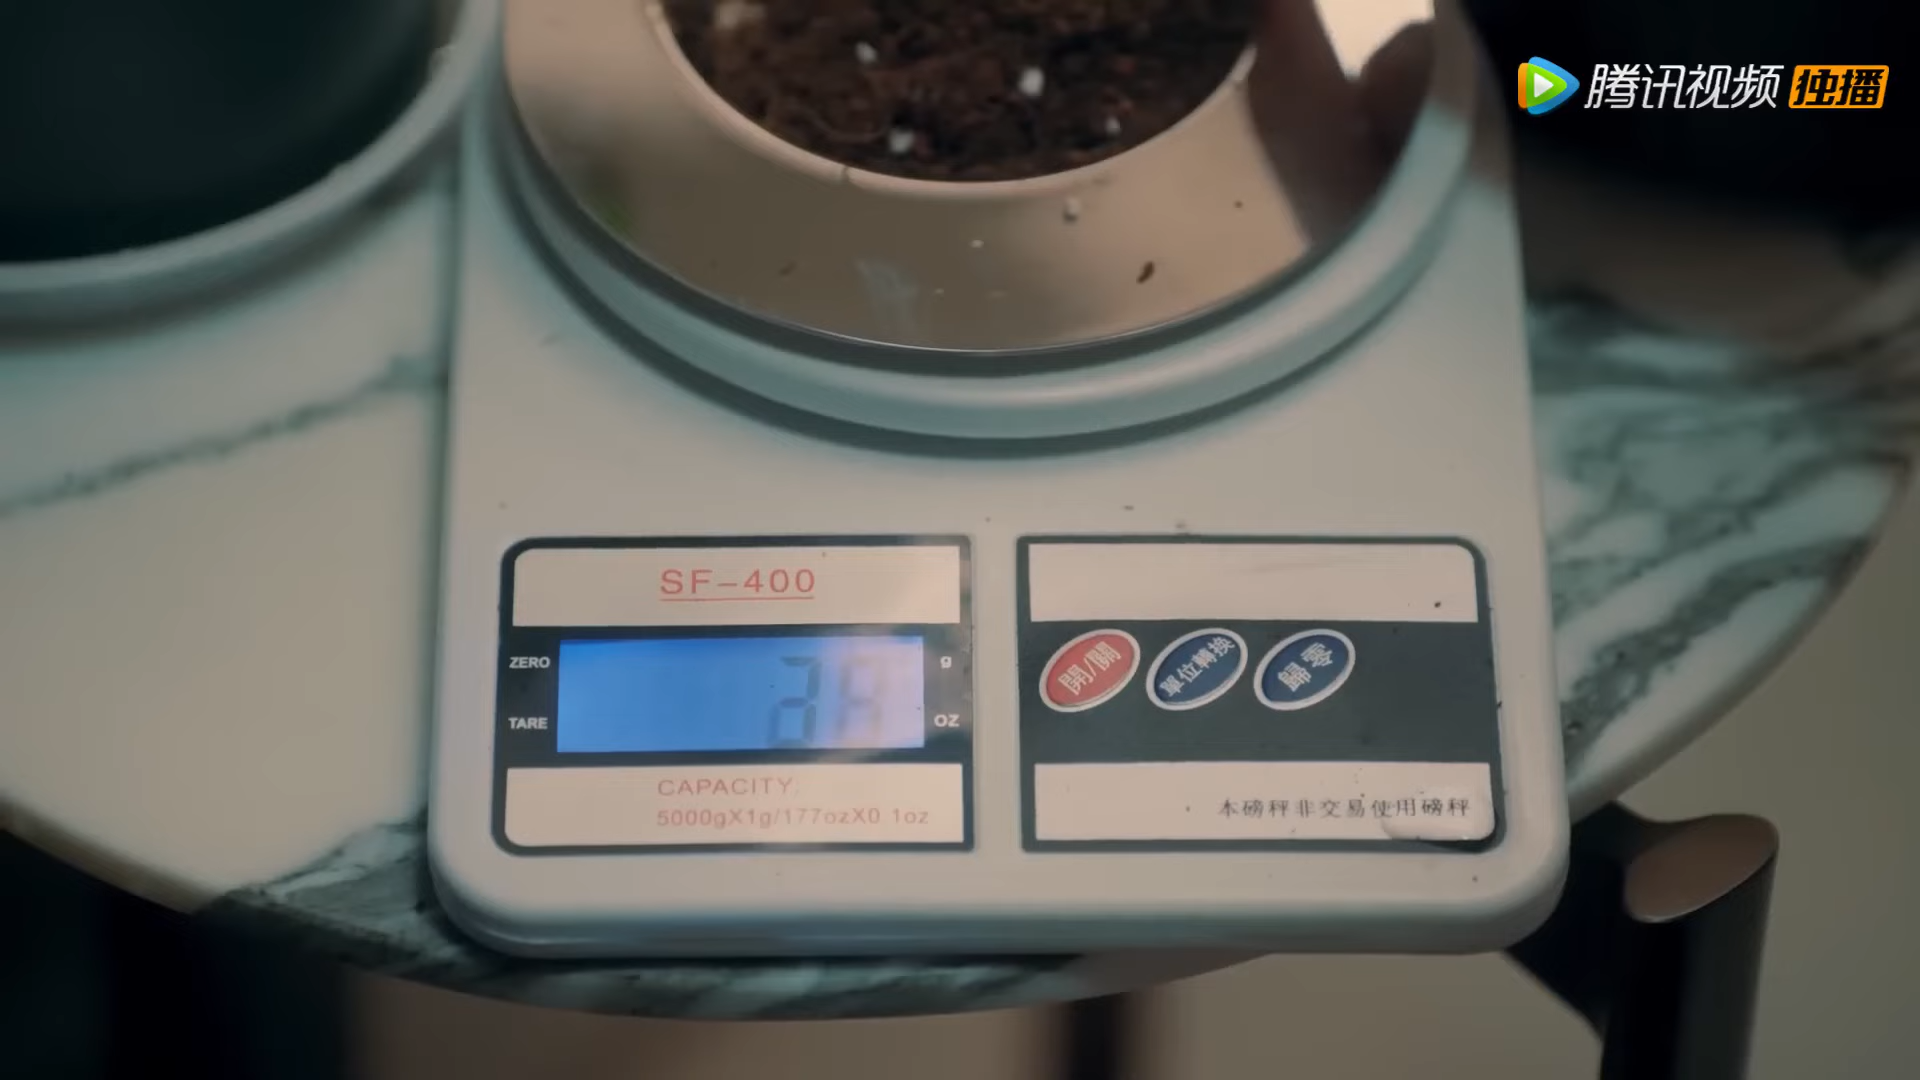 腾讯视频 独播
SF-400
ZERO
g
TARE
OZ
CAPACITY:
5000gX1g/177ozX0.1oz
開/關
單位轉換
歸零
本磅秤非交易使用磅秤